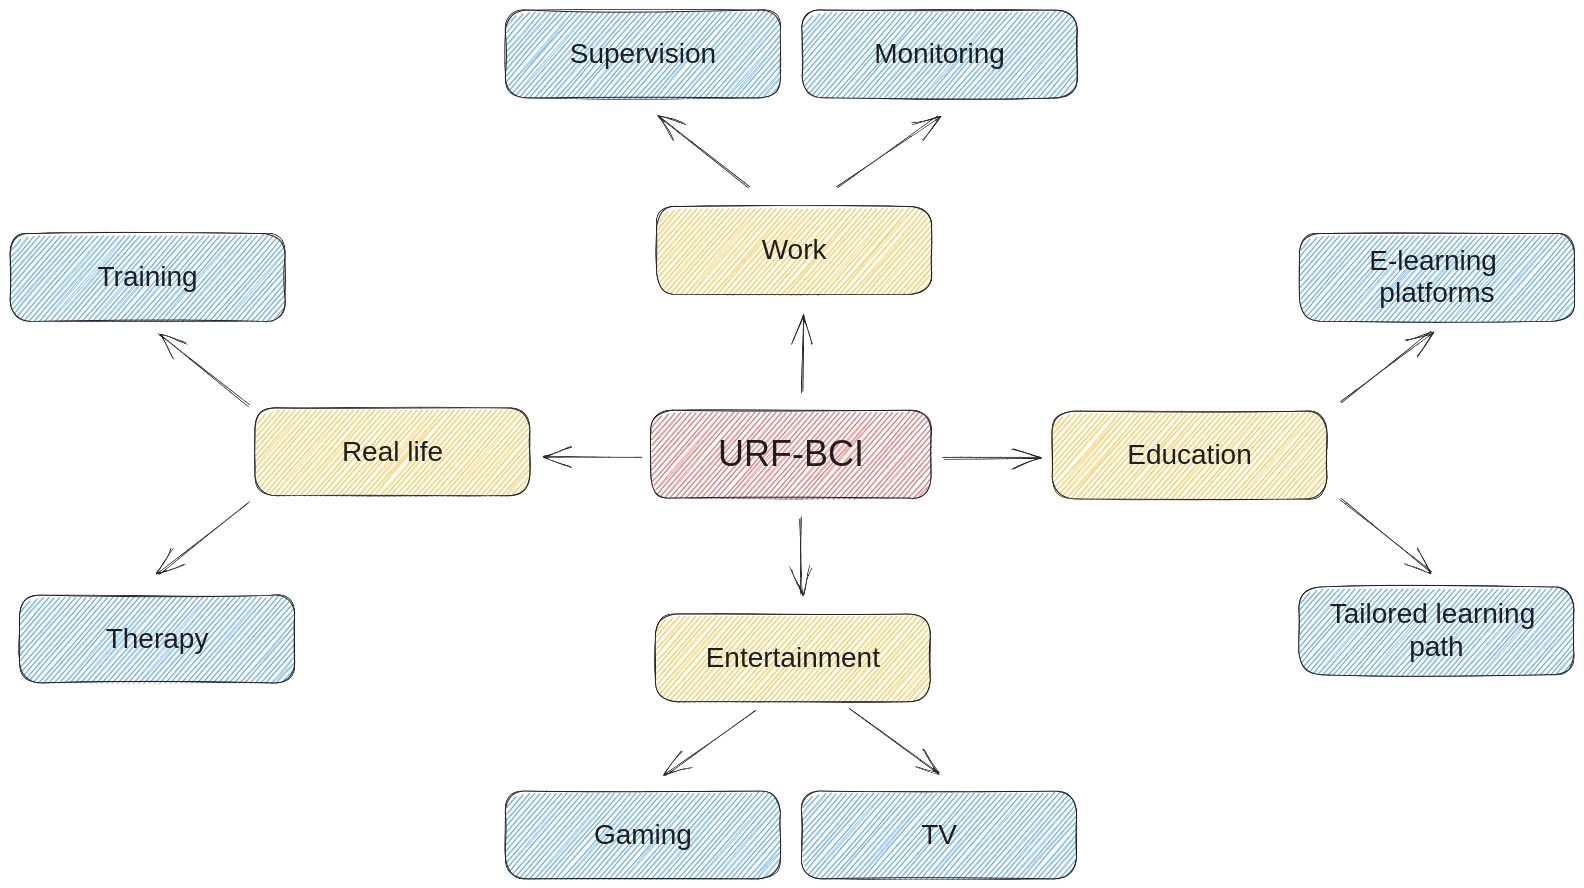 Supervision
Monitoring
Work
Training
E-learning
platforms
Real life
URF-BCI
Education
Therapy
Tailored learning
path
Entertainment
Gaming
TV